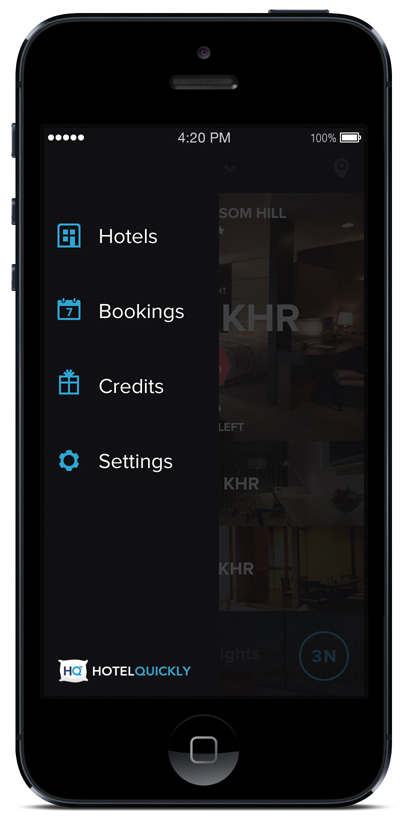 4:20 PM 100%
SOM HILL
Hotels
HT
Bookings
7
KHR
Credits
LEFT
Settings
KHR
KHR
ights
3N
HQ HOTELQUICKLY